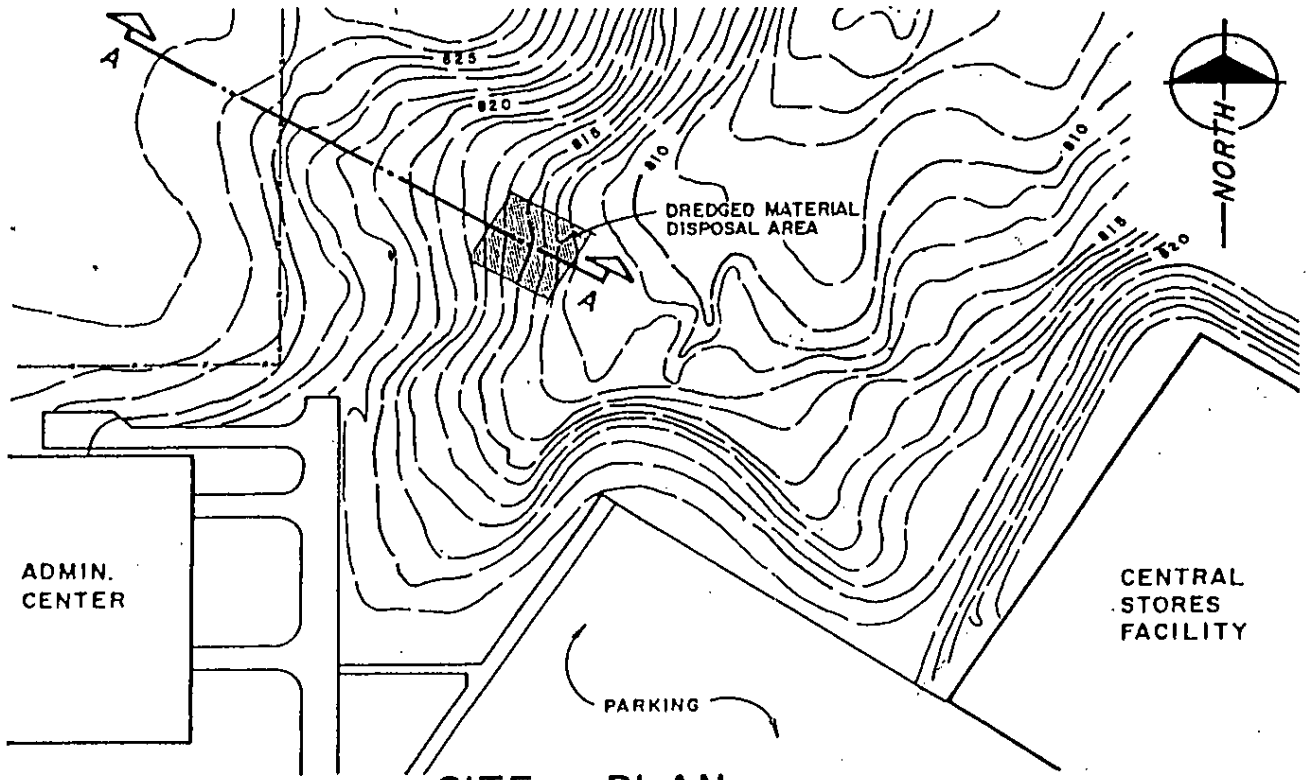 A
825
820
815
810
810
815
820
NORTH
DREDGED MATERIAL
DISPOSAL AREA
A
ADMIN.
CENTER
CENTRAL
STORES
FACILITY
PARKING
SITE PLAN